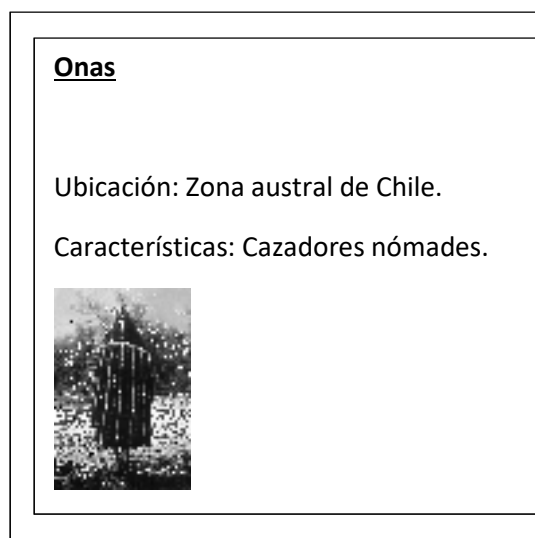 Onas
Ubicación: Zona austral de Chile.
Características: Cazadores nómades.